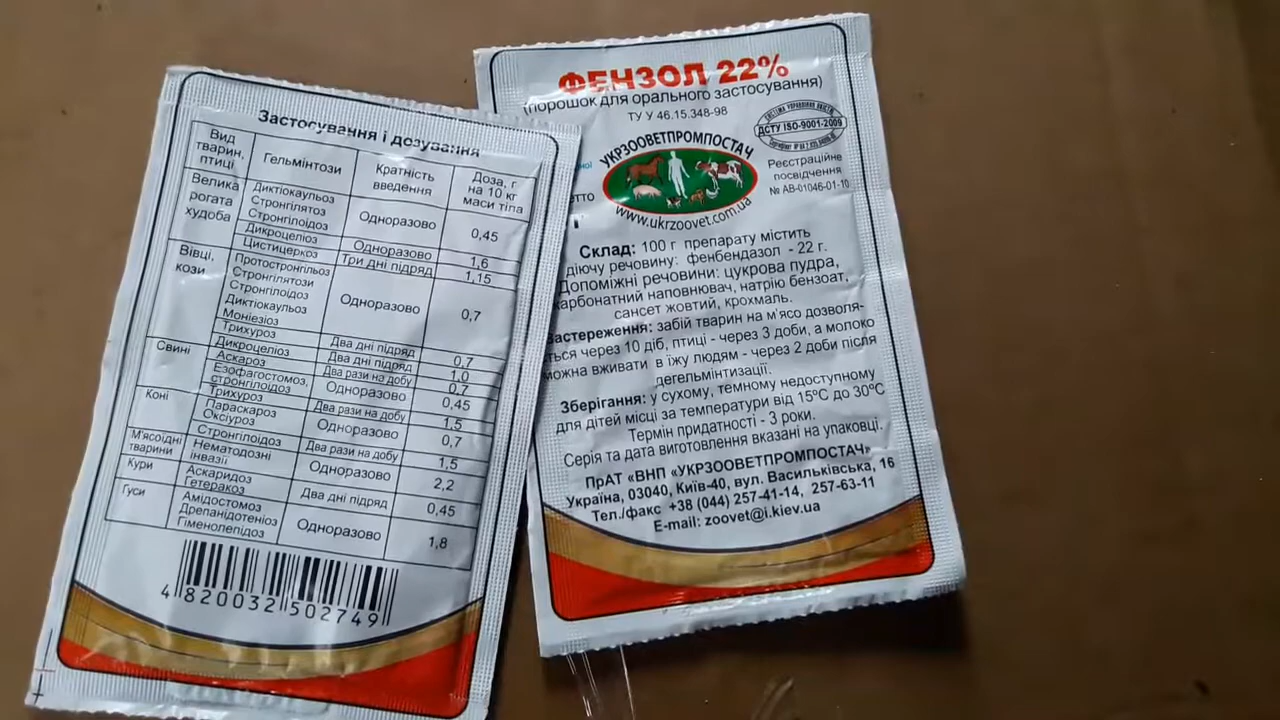 Застосування і дозування
Вид тварин, птиці Гельмінтози Кратність введення Доза, г на 10 кг маси тіла
Велика рогата худоба Диктіокаульоз Стронгілятоз Стронгілоїдоз Одноразово 0,45
Дикроцеліоз Одноразово 1,6
Цистицеркоз Три дні підряд 1,15
Вівці, кози Протостронгільоз Стронгілятози Стронгілоїдоз Диктіокаульоз Моніезіоз Одноразово 0,7
Трихуроз Два дні підряд 0,7
Дикроцеліоз Два дні підряд 1,0
Свині Аскароз Два рази на добу 0,7
Езофагостомоз, стронгілоїдоз Одноразово 0,45
Трихуроз Два рази на добу 1,5
Коні Параскароз Оксіуроз Одноразово 0,7
Стронгілоїдоз Два рази на добу 1,5
М'ясоїдні тварини Нематодозні інвазії Одноразово 2,2
Кури Аскаридоз Гетеракоз Два дні підряд 0,45
Гуси Амідостомоз Дрепанідотеніоз Гіменолепідоз Одноразово 1,8
4 820032 502749
ФЕНЗОЛ 22%
(порошок для орального застосування)
ТУ У 46.15.348-98
ДСТУ ISO-9001-2009
УКРЗООВЕТПРОМПОСТАЧ
www.ukrzoovet.com.ua
Реєстраційне
посвідчення
№ АВ-01046-01-10
етто
Склад: 100 г препарату містить
діючу речовину: фенбендазол - 22 г.
Допоміжні речовини: цукрова пудра,
карбонатний наповнювач, натрію бензоат,
сансет жовтий, крохмаль.
Застереження: забій тварин на м'ясо дозволя-
ється через 10 діб, птиці - через 3 доби, а молоко
можна вживати в їжу людям - через 2 доби після
дегельмінтизації.
Зберігання: у сухому, темному недоступному
для дітей місці за температури від 15ºС до 30ºС
Термін придатності - 3 роки.
Серія та дата виготовлення вказані на упаковці.
ПрАТ «ВНП «УКРЗООВЕТПРОМПОСТАЧ»
Україна, 03040, Київ-40, вул. Васильківська, 16
Тел./факс +38 (044) 257-41-14, 257-63-11
E-mail: zoovet@i.kiev.ua